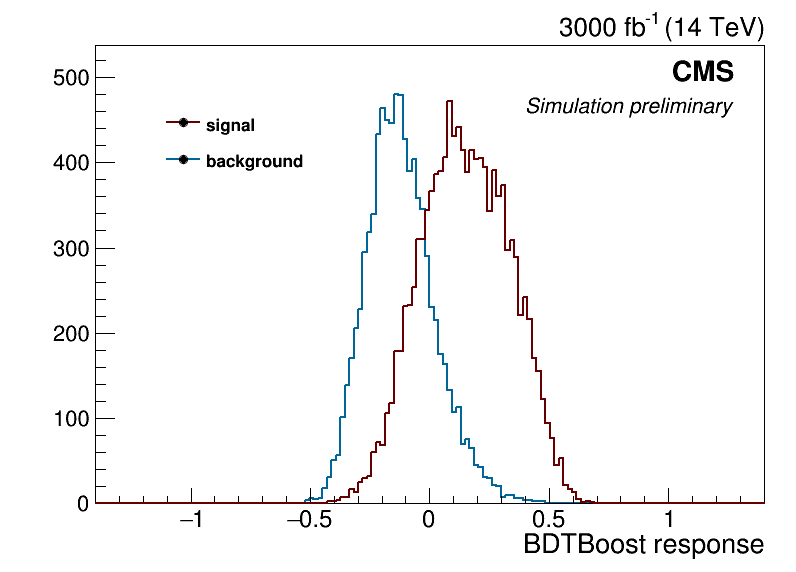 3000 fb-1 (14 TeV)
CMS
Simulation preliminary
signal
background
500
400
300
200
100
0
−1
−0.5
0
0.5
1
BDTBoost response